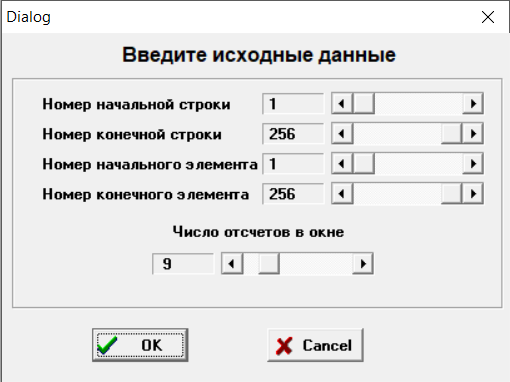 Dialog
Введите исходные данные
Номер начальной строки 1
Номер конечной строки 256
Номер начального элемента 1
Номер конечного элемента 256
Число отсчетов в окне
9
OK Cancel